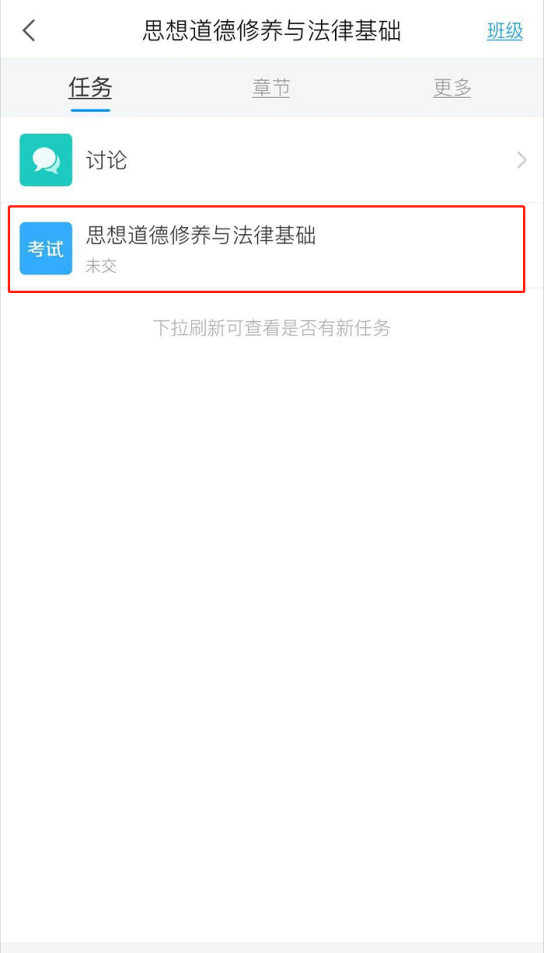 思想道德修养与法律基础
班级
任务
章节
更多
讨论
考试
思想道德修养与法律基础
未交
下拉刷新可查看是否有新任务